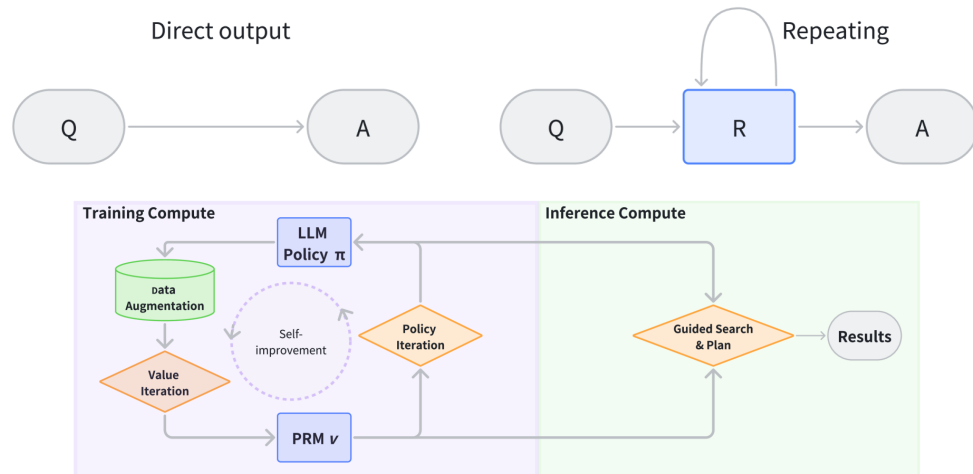 Direct output
Repeating
Q
A
Q
R
A
Training Compute
Inference Compute
LLM
Policy π
Data
Augmentation
Self-
improvement
Policy
Iteration
Guided Search
& Plan
Results
Value
Iteration
PRM v